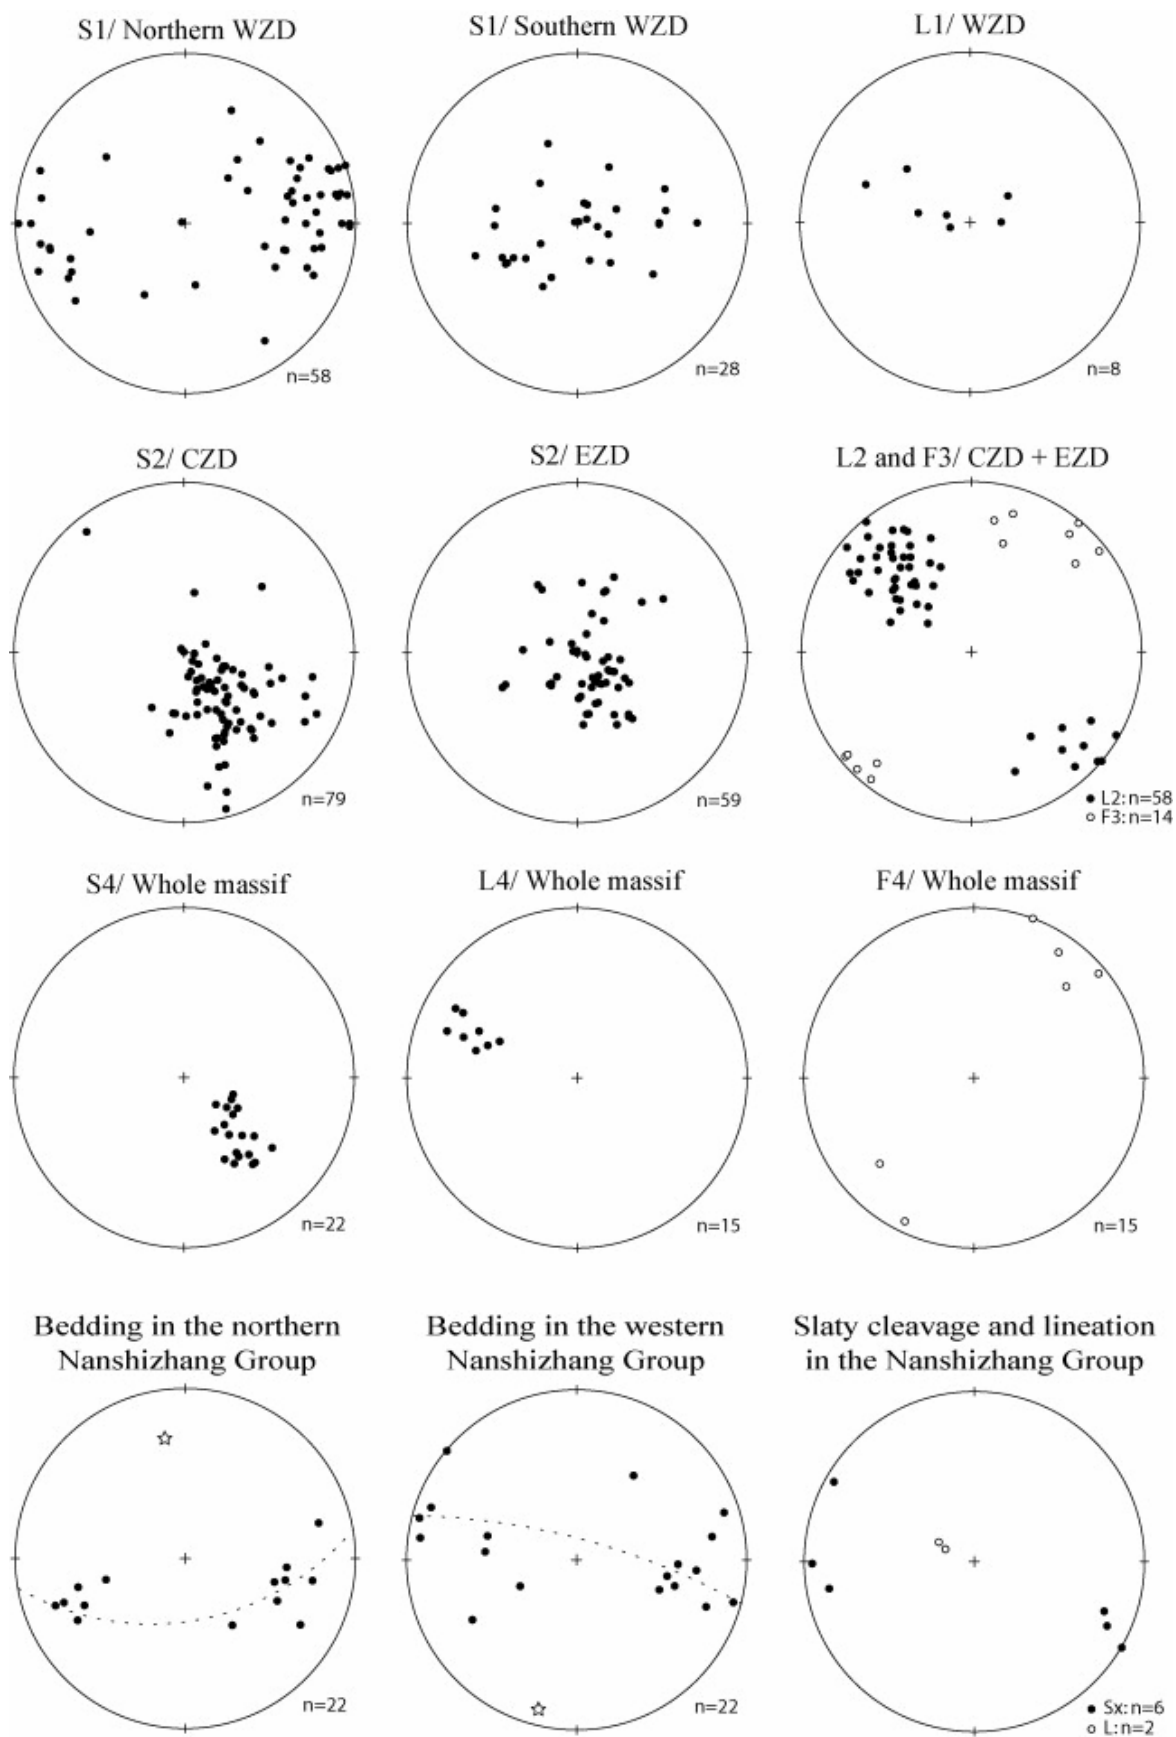 S1/ Northern WZD
S1/ Southern WZD
L1/ WZD
n=58
n=28
n=8
S2/ CZD
S2/ EZD
L2 and F3/ CZD + EZD
n=79
n=59
L2: n=58
F3: n=14
S4/ Whole massif
L4/ Whole massif
F4/ Whole massif
n=22
n=15
n=15
Bedding in the northern
Nanshizhang Group
Bedding in the western
Nanshizhang Group
Slaty cleavage and lineation
in the Nanshizhang Group
n=22
n=22
Sx: n=6
L: n=2